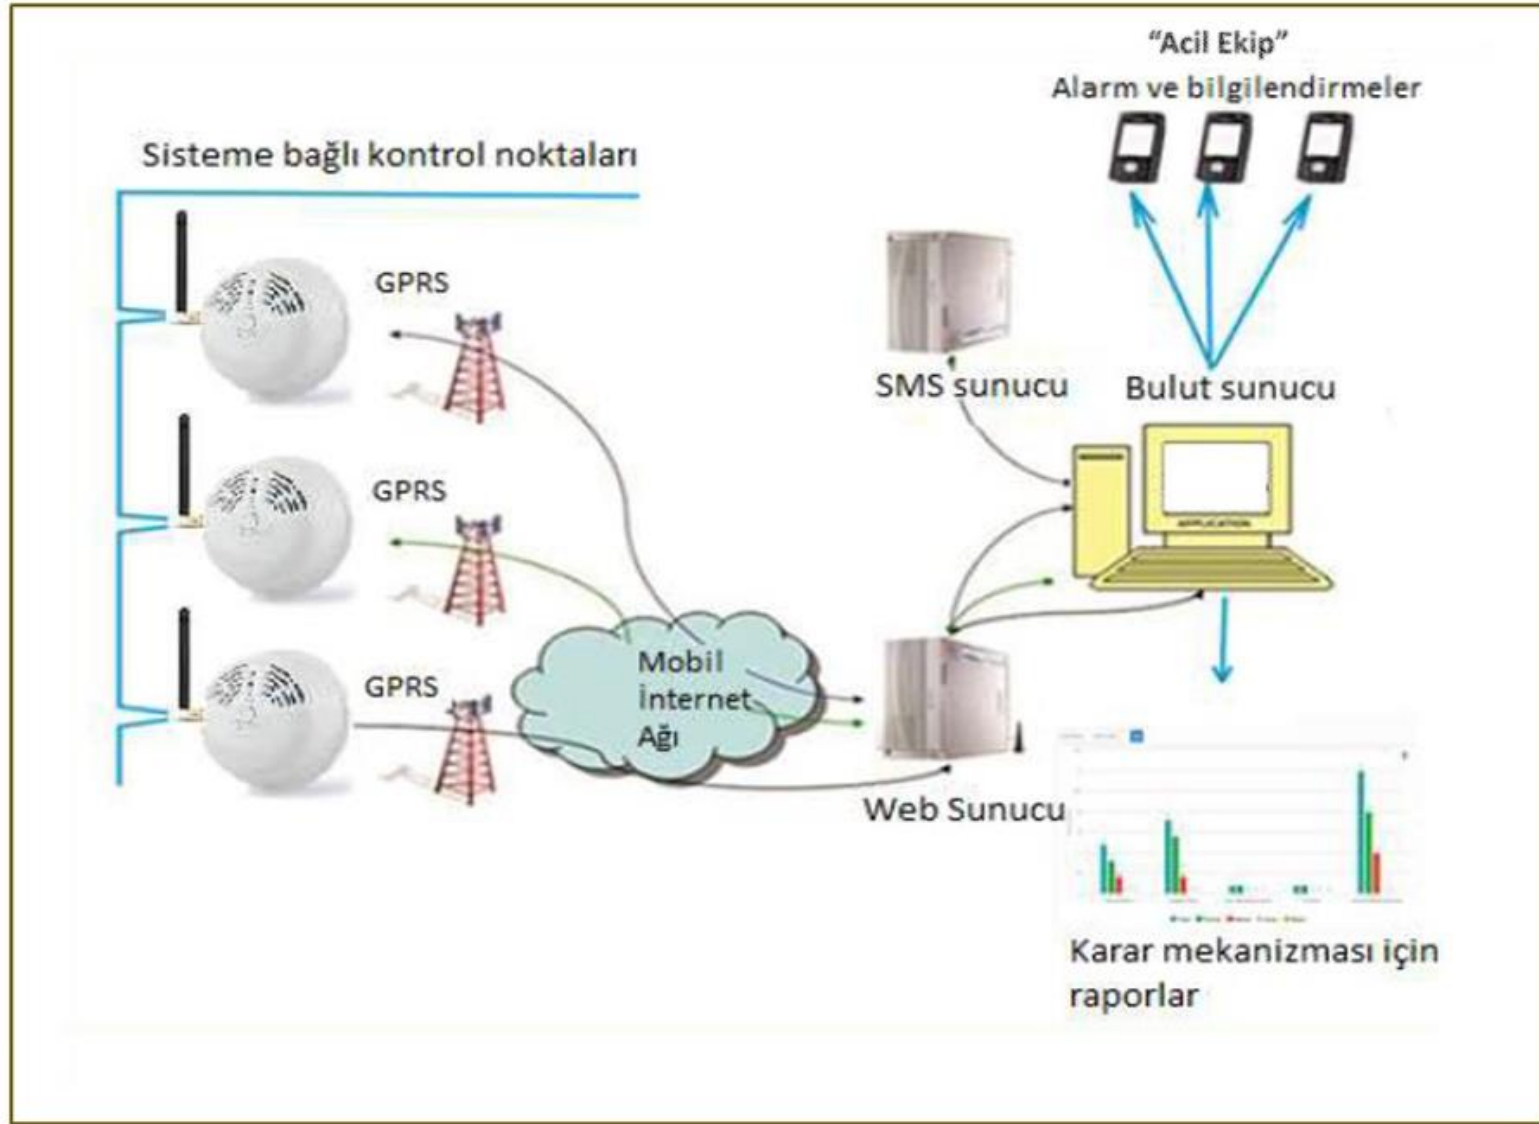 "Acil Ekip"
Alarm ve bilgilendirmeler
Sisteme bağlı kontrol noktaları
GPRS
GPRS
GPRS
SMS sunucu
Bulut sunucu
APPLICATION
Mobil
İnternet
Ağı
Web Sunucu
Karar mekanizması için
raporlar